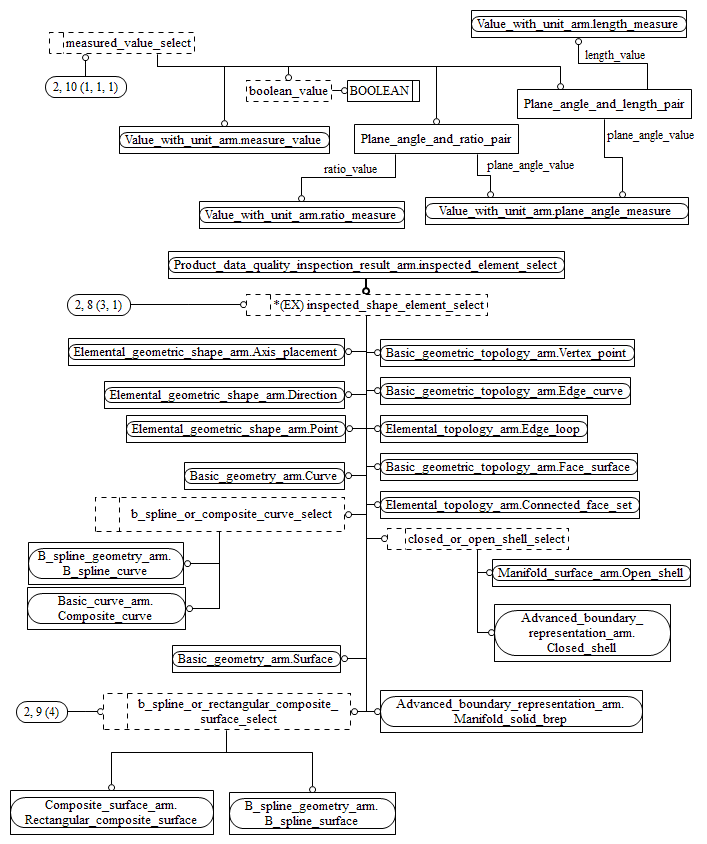 Value_with_unit_arm.length_measure
measured_value_select
length_value
2, 10 (1, 1, 1)
boolean_value
BOOLEAN
Plane_angle_and_length_pair
Value_with_unit_arm.measure_value
Plane_angle_and_ratio_pair
plane_angle_value
ratio_value
plane_angle_value
Value_with_unit_arm.ratio_measure
Value_with_unit_arm.plane_angle_measure
Product_data_quality_inspection_result_arm.inspected_element_select
2, 8 (3, 1)
*(EX) inspected_shape_element_select
Elemental_geometric_shape_arm.Axis_placement
Basic_geometric_topology_arm.Vertex_point
Elemental_geometric_shape_arm.Direction
Basic_geometric_topology_arm.Edge_curve
Elemental_geometric_shape_arm.Point
Elemental_topology_arm.Edge_loop
Basic_geometry_arm.Curve
Basic_geometric_topology_arm.Face_surface
b_spline_or_composite_curve_select
Elemental_topology_arm.Connected_face_set
closed_or_open_shell_select
B_spline_geometry_arm.
B_spline_curve
Manifold_surface_arm.Open_shell
Basic_curve_arm.
Composite_curve
Advanced_boundary_
representation_arm.
Closed_shell
Basic_geometry_arm.Surface
2, 9 (4)
b_spline_or_rectangular_composite_
surface_select
Advanced_boundary_representation_arm.
Manifold_solid_brep
Composite_surface_arm.
Rectangular_composite_surface
B_spline_geometry_arm.
B_spline_surface